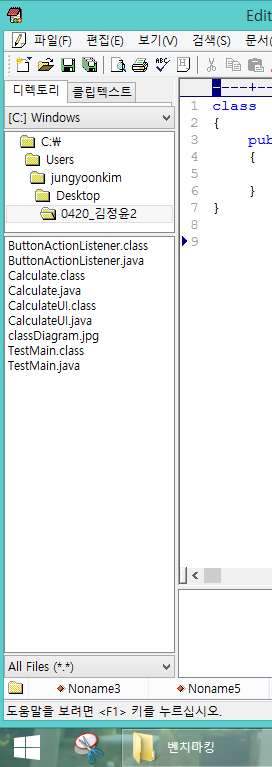 Edi
파일(F) 편집(E) 보기(V) 검색(S) 문서(
디렉토리 클립텍스트
[C:] Windows
C:₩
Users
jungyoonkim
Desktop
0420_김정윤2
ButtonActionListener.class
ButtonActionListener.java
Calculate.class
Calculate.java
CalculateUI.class
CalculateUI.java
classDiagram.jpg
TestMain.class
TestMain.java
All Files (*.*)
----+
1 class
2 {
3 pub
4 {
5
6 }
7 }
8
9
Noname3 Noname5
도움말을 보려면 <F1> 키를 누르십시오.
벤치마킹